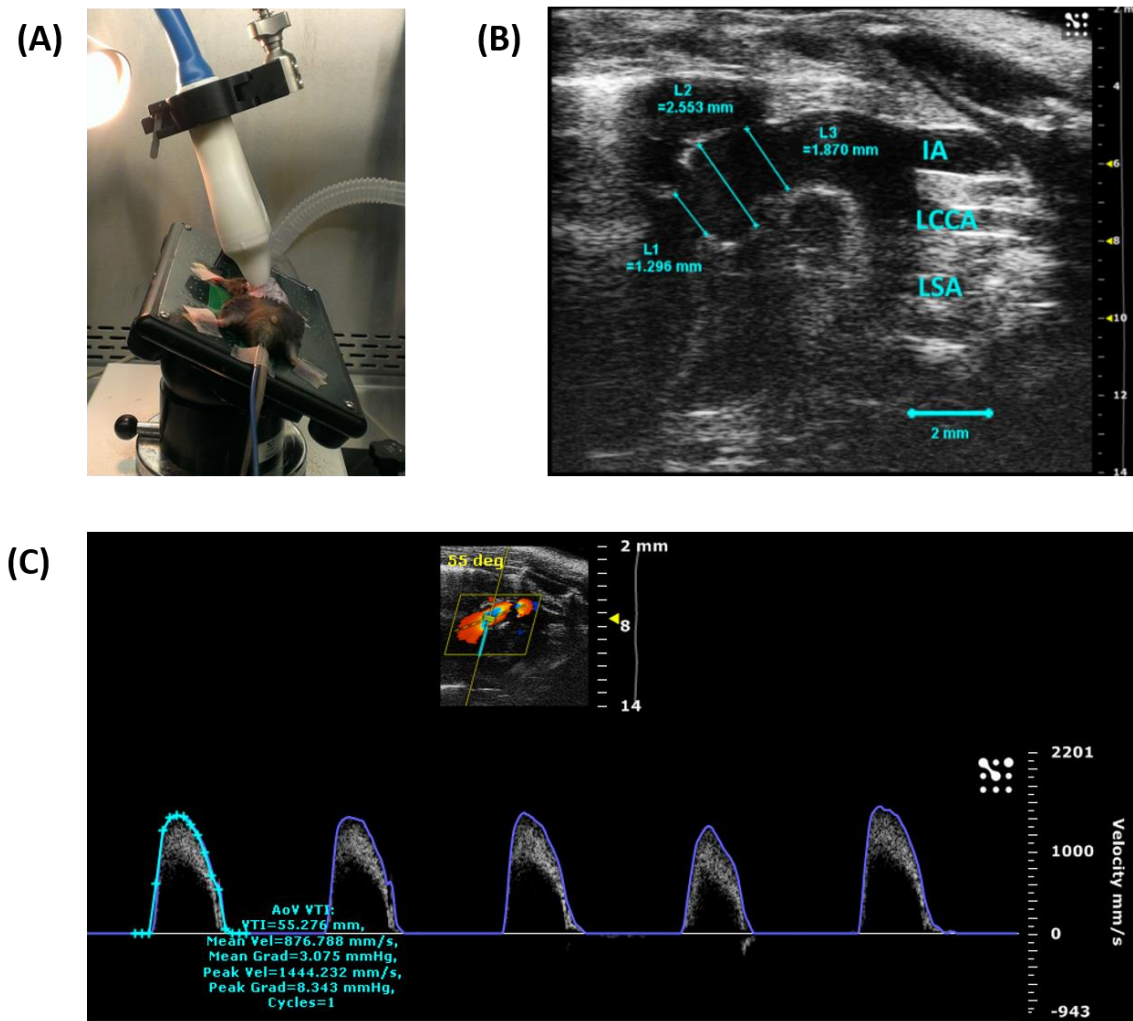 (A)
(B)
L2
=2.553 mm
L3
=1.870 mm
L1
=1.296 mm
IA
LCCA
LSA
2 mm
2 mm
4
6
8
10
12
14
(C)
55 deg
2 mm
8
14
AoV VTI:
VTI=55.276 mm,
Mean Vel=876.788 mm/s,
Mean Grad=3.075 mmHg,
Peak Vel=1444.232 mm/s,
Peak Grad=8.343 mmHg,
Cycles=1
2201
1000
0
-943
Velocity mm/s